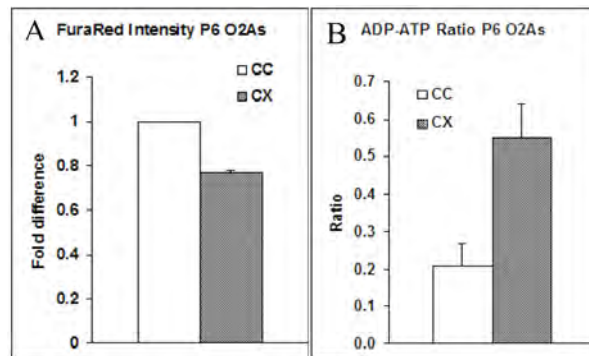 A
FuraRed Intensity P6 O2As
1.2
1
0.8
0.6
0.4
0.2
0
Fold difference
CC
CX
B
ADP-ATP Ratio P6 O2As
0.7
0.6
0.5
0.4
0.3
0.2
0.1
0.0
Ratio
CC
CX